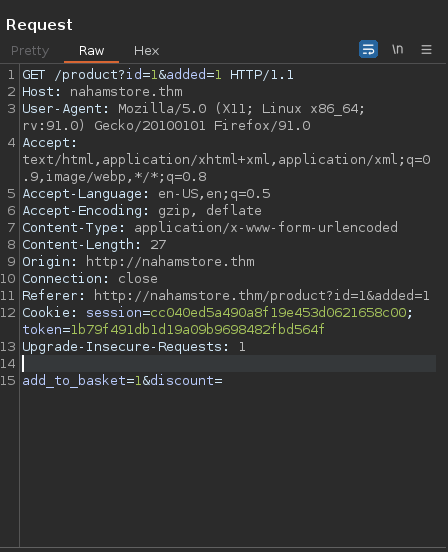 Request
Pretty Raw Hex \n
1 GET /product?id=1&added=1 HTTP/1.1
2 Host: nahamstore.thm
3 User-Agent: Mozilla/5.0 (X11; Linux x86_64;
rv:91.0) Gecko/20100101 Firefox/91.0
4 Accept:
text/html,application/xhtml+xml,application/xml;q=0
.9,image/webp,*/*;q=0.8
5 Accept-Language: en-US,en;q=0.5
6 Accept-Encoding: gzip, deflate
7 Content-Type: application/x-www-form-urlencoded
8 Content-Length: 27
9 Origin: http://nahamstore.thm
10 Connection: close
11 Referer: http://nahamstore.thm/product?id=1&added=1
12 Cookie: session=cc040ed5a490a8f19e453d0621658c00;
token=1b79f491db1d19a09b9698482fbd564f
13 Upgrade-Insecure-Requests: 1
14
15 add_to_basket=1&discount=